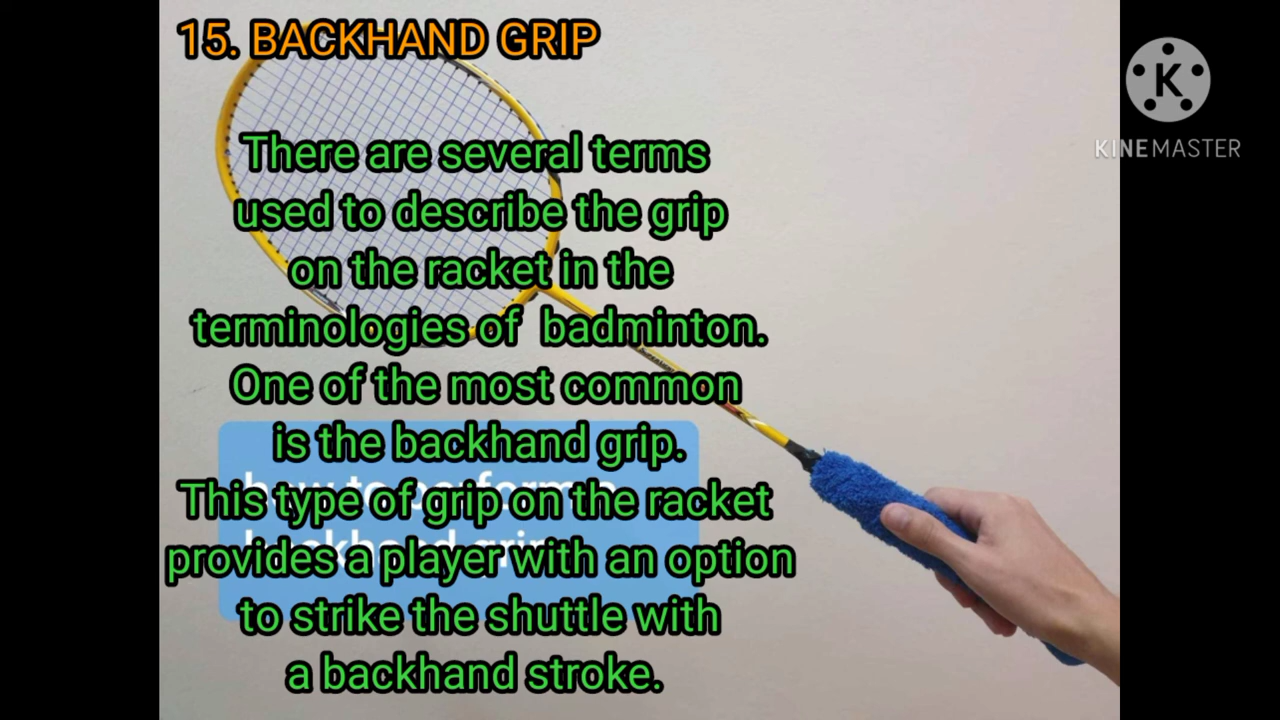 15. BACKHAND GRIP
There are several terms
used to describe the grip
on the racket in the
terminologies of badminton.
One of the most common
is the backhand grip.
This type of grip on the racket
provides a player with an option
to strike the shuttle with
a backhand stroke.
K
KINEMASTER